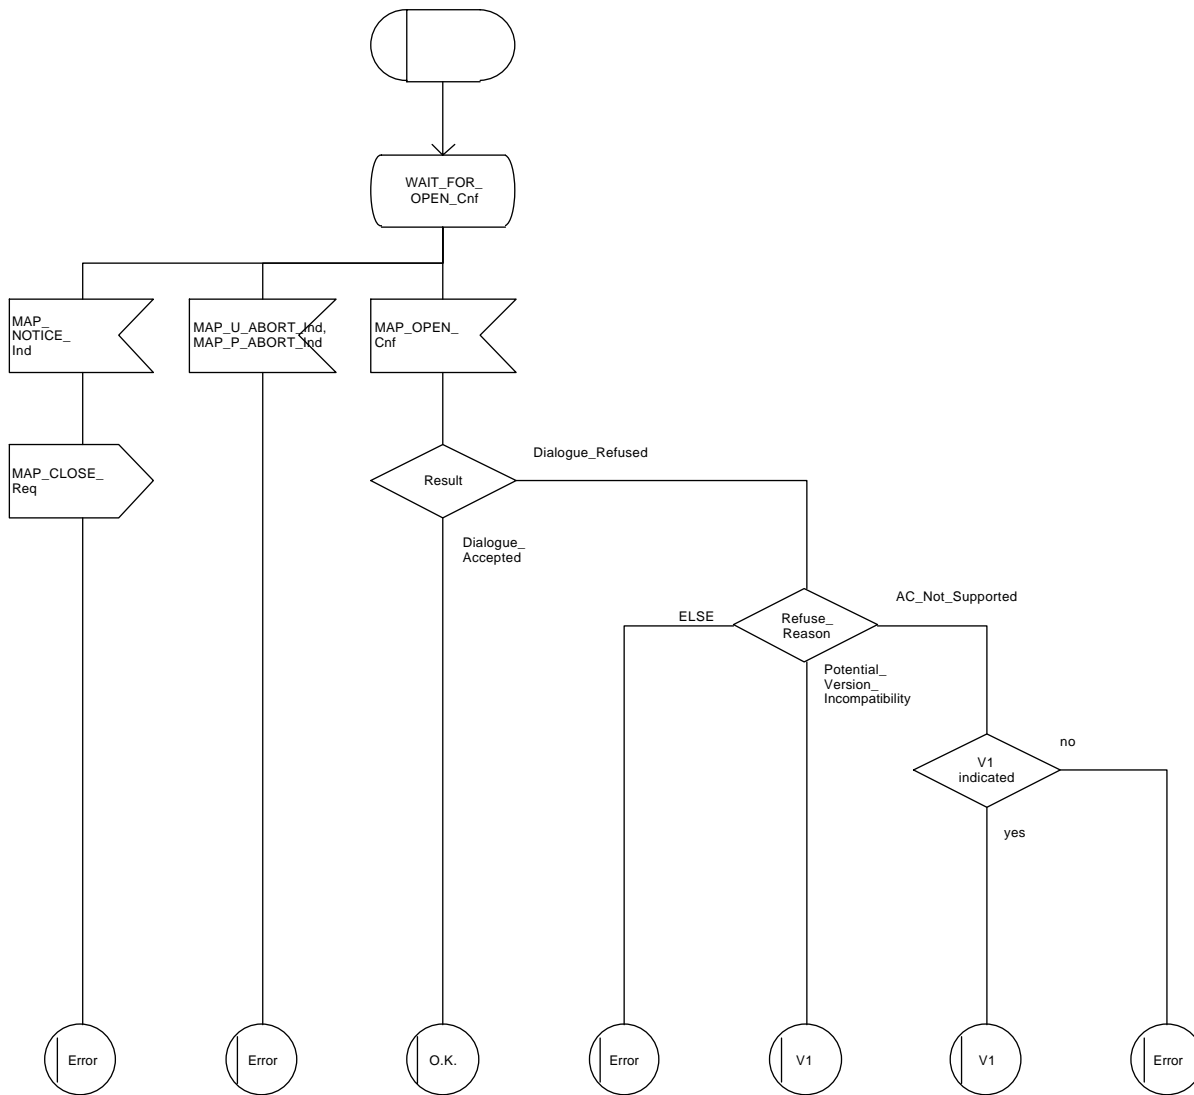 WAIT_FOR_
OPEN_Cnf
MAP_
NOTICE_
Ind
MAP_U_ABORT_Ind,
MAP_P_ABORT_Ind
MAP_OPEN_
Cnf
MAP_CLOSE_
Req
Result
Dialogue_Refused
Dialogue_
Accepted
ELSE
Refuse_
Reason
AC_Not_Supported
Potential_
Version_
Incompatibility
V1
indicated
no
yes
Error
Error
O.K.
Error
V1
V1
Error